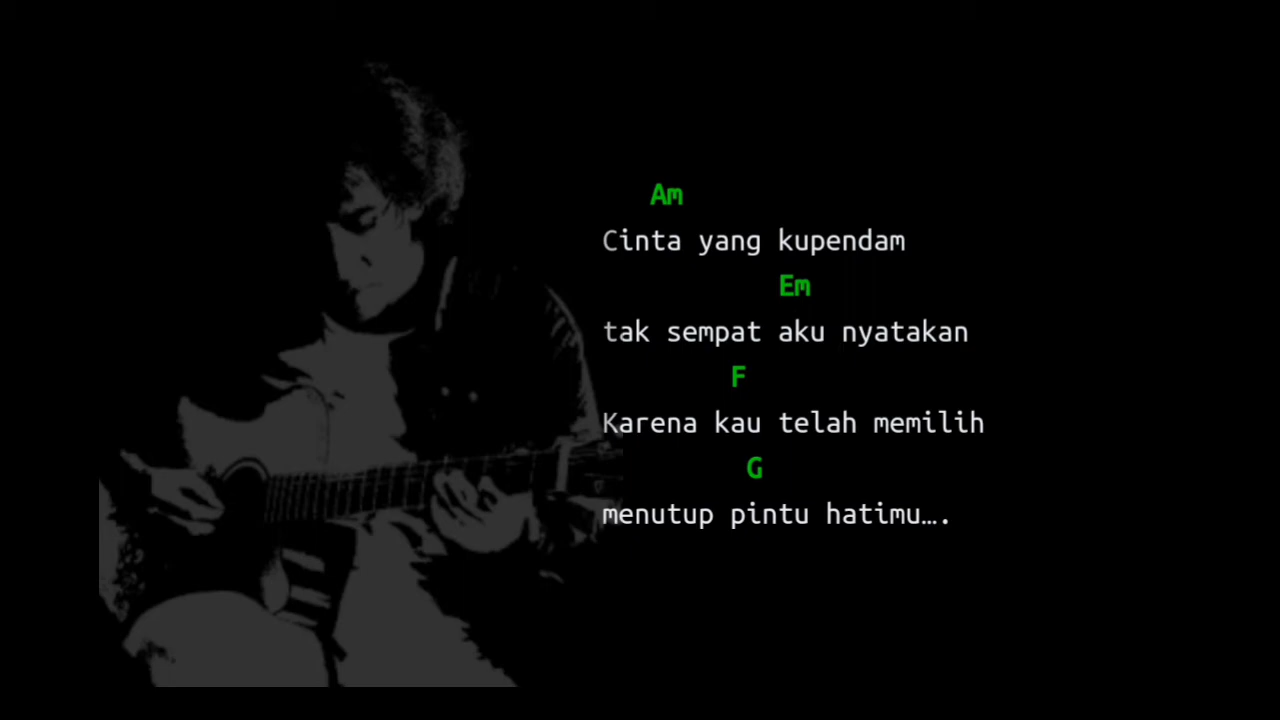 Am
Cinta yang kupendam
Em
tak sempat aku nyatakan
F
Karena kau telah memilih
G
menutup pintu hatimu….